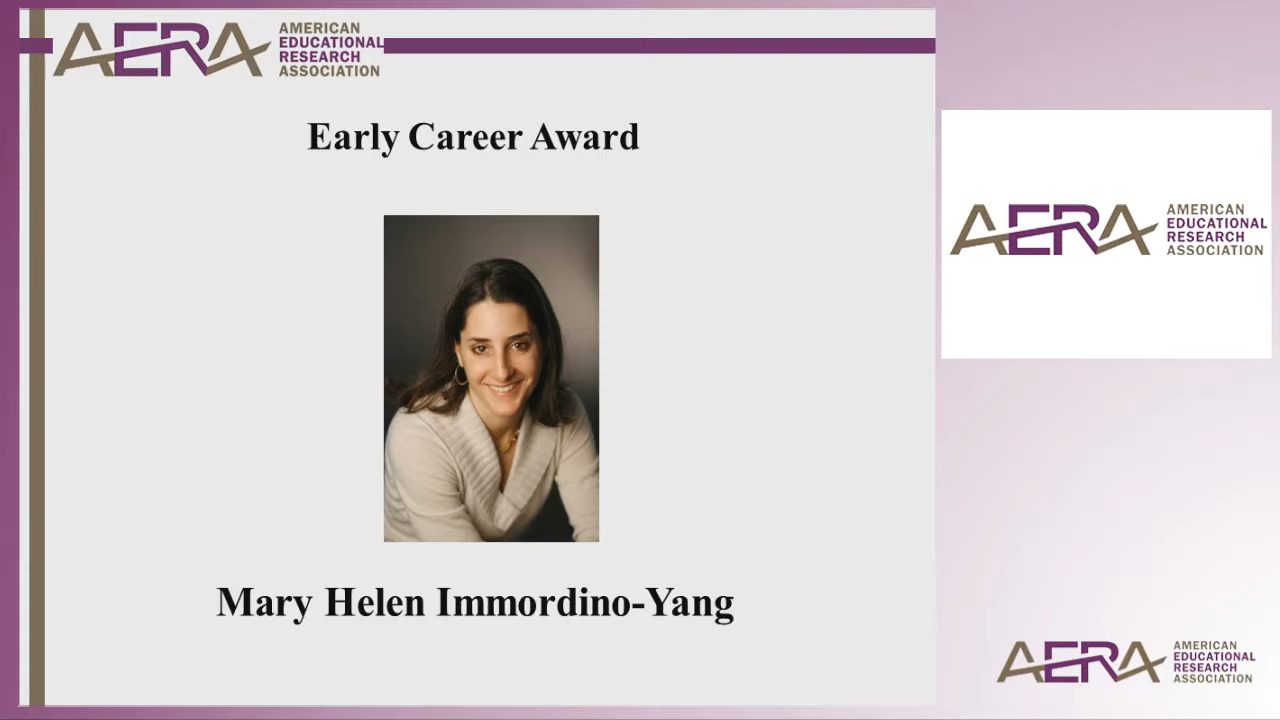 AERA
AMERICAN
EDUCATIONAL
RESEARCH
ASSOCIATION
Early Career Award
Mary Helen Immordino-Yang
AERA
AMERICAN
EDUCATIONAL
RESEARCH
ASSOCIATION
AERA
AMERICAN
EDUCATIONAL
RESEARCH
ASSOCIATION